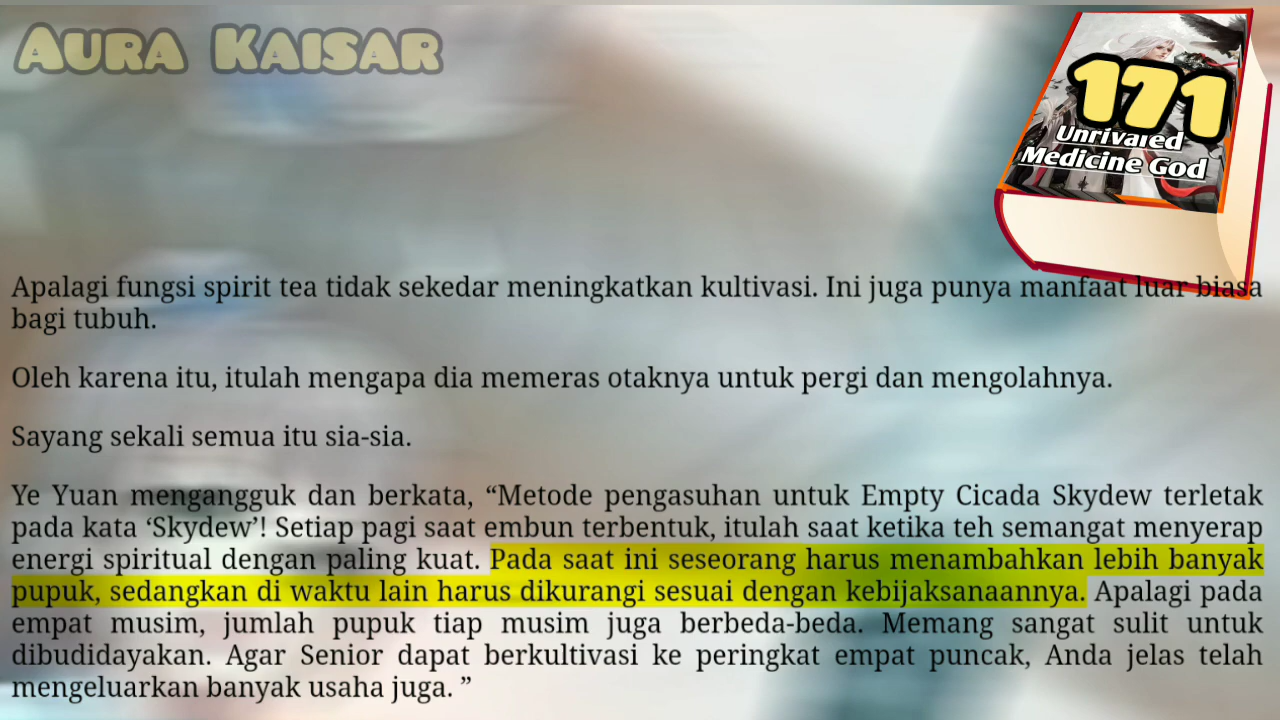 AURA KAISAR
171
Unrivaled
Medicine God
Apalagi fungsi spirit tea tidak sekedar meningkatkan kultivasi. Ini juga punya manfaat luar biasa
bagi tubuh.
Oleh karena itu, itulah mengapa dia memeras otaknya untuk pergi dan mengolahnya.
Sayang sekali semua itu sia-sia.
Ye Yuan mengangguk dan berkata, “Metode pengasuhan untuk Empty Cicada Skydew terletak
pada kata ‘Skydew’! Setiap pagi saat embun terbentuk, itulah saat ketika teh semangat menyerap
energi spiritual dengan paling kuat. Pada saat ini seseorang harus menambahkan lebih banyak
pupuk, sedangkan di waktu lain harus dikurangi sesuai dengan kebijaksanaannya. Apalagi pada
empat musim, jumlah pupuk tiap musim juga berbeda-beda. Memang sangat sulit untuk
dibudidayakan. Agar Senior dapat berkultivasi ke peringkat empat puncak, Anda jelas telah
mengeluarkan banyak usaha juga. ”